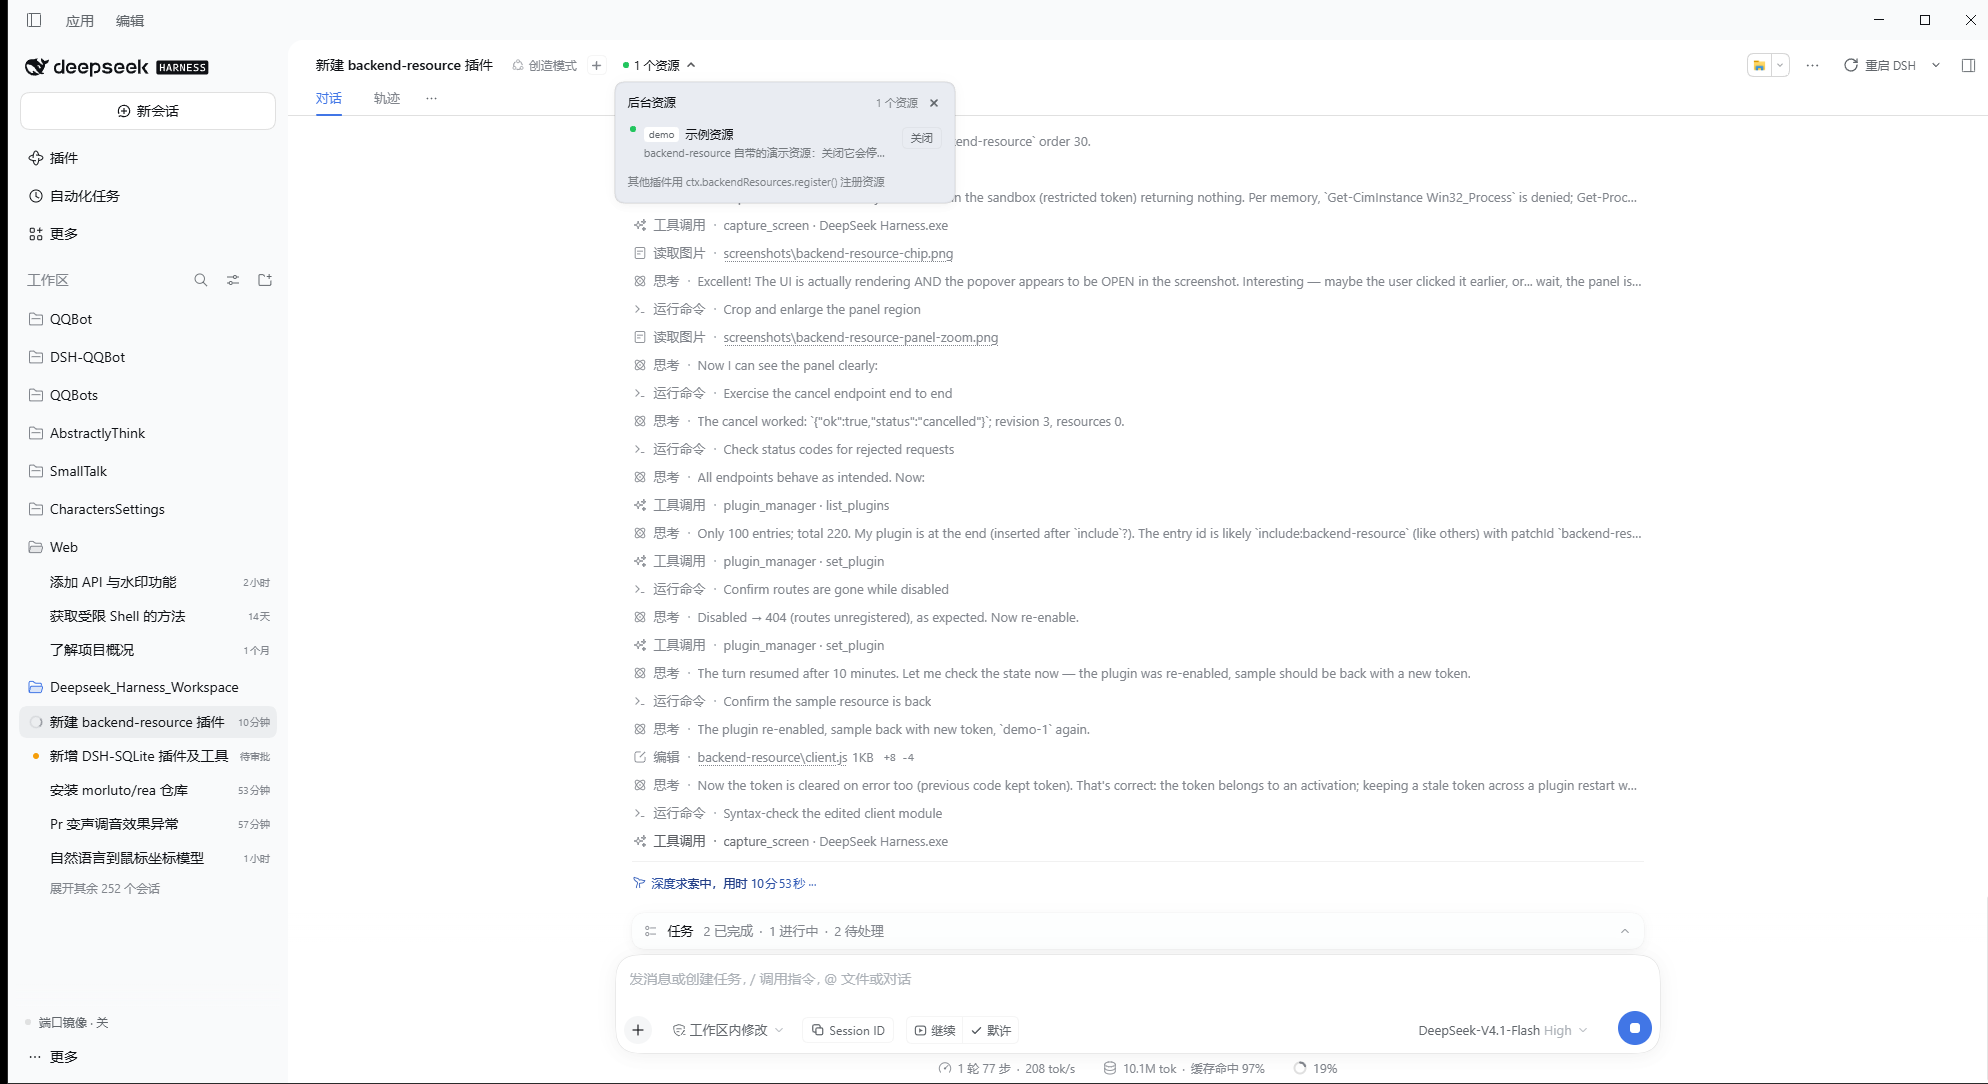 应用 编辑
deepseek HARNESS
新会话
插件
自动化任务
更多
工作区
QQBot
DSH-QQBot
QQBots
AbstractlyThink
SmallTalk
CharactersSettings
Web
添加 API 与水印功能 2小时
获取受限 Shell 的方法 14天
了解项目概况 1个月
Deepseek_Harness_Workspace
新建 backend-resource 插件 10分钟
新增 DSH-SQLite 插件及工具 待审批
安装 morluto/rea 仓库 53分钟
Pr 变声调音效果异常 57分钟
自然语言到鼠标坐标模型 1小时
展开其余 252 个会话
端口镜像 · 关
更多
新建 backend-resource 插件 创造模式 1 个资源 重启 DSH
对话 轨迹
后台资源 1 个资源
demo 示例资源 关闭
backend-resource 自带的演示资源：关闭它会停...
其他插件用 ctx.backendResources.register() 注册资源
end-resource` order 30.
in the sandbox (restricted token) returning nothing. Per memory, `Get-CimInstance Win32_Process` is denied; Get-Proc...
工具调用 · capture_screen · DeepSeek Harness.exe
读取图片 · screenshots\backend-resource-chip.png
思考 · Excellent! The UI is actually rendering AND the popover appears to be OPEN in the screenshot. Interesting — maybe the user clicked it earlier, or... wait, the panel is...
运行命令 · Crop and enlarge the panel region
读取图片 · screenshots\backend-resource-panel-zoom.png
思考 · Now I can see the panel clearly:
运行命令 · Exercise the cancel endpoint end to end
思考 · The cancel worked: `{"ok":true,"status":"cancelled"}`; revision 3, resources 0.
运行命令 · Check status codes for rejected requests
思考 · All endpoints behave as intended. Now:
工具调用 · plugin_manager · list_plugins
思考 · Only 100 entries; total 220. My plugin is at the end (inserted after `include`?). The entry id is likely `include:backend-resource` (like others) with patchId `backend-res...
工具调用 · plugin_manager · set_plugin
运行命令 · Confirm routes are gone while disabled
思考 · Disabled → 404 (routes unregistered), as expected. Now re-enable.
工具调用 · plugin_manager · set_plugin
思考 · The turn resumed after 10 minutes. Let me check the state now — the plugin was re-enabled, sample should be back with a new token.
运行命令 · Confirm the sample resource is back
思考 · The plugin re-enabled, sample back with new token, `demo-1` again.
编辑 · backend-resource\client.js 1KB +8 -4
思考 · Now the token is cleared on error too (previous code kept token). That's correct: the token belongs to an activation; keeping a stale token across a plugin restart w...
运行命令 · Syntax-check the edited client module
工具调用 · capture_screen · DeepSeek Harness.exe
深度求索中，用时 10分53秒 ···
任务 2 已完成 · 1 进行中 · 2 待处理
发消息或创建任务, / 调用指令, @ 文件或对话
工作区内修改 Session ID 继续 默许 DeepSeek-V4.1-Flash High
1 轮 77 步 · 208 tok/s 10.1M tok · 缓存命中 97% 19%